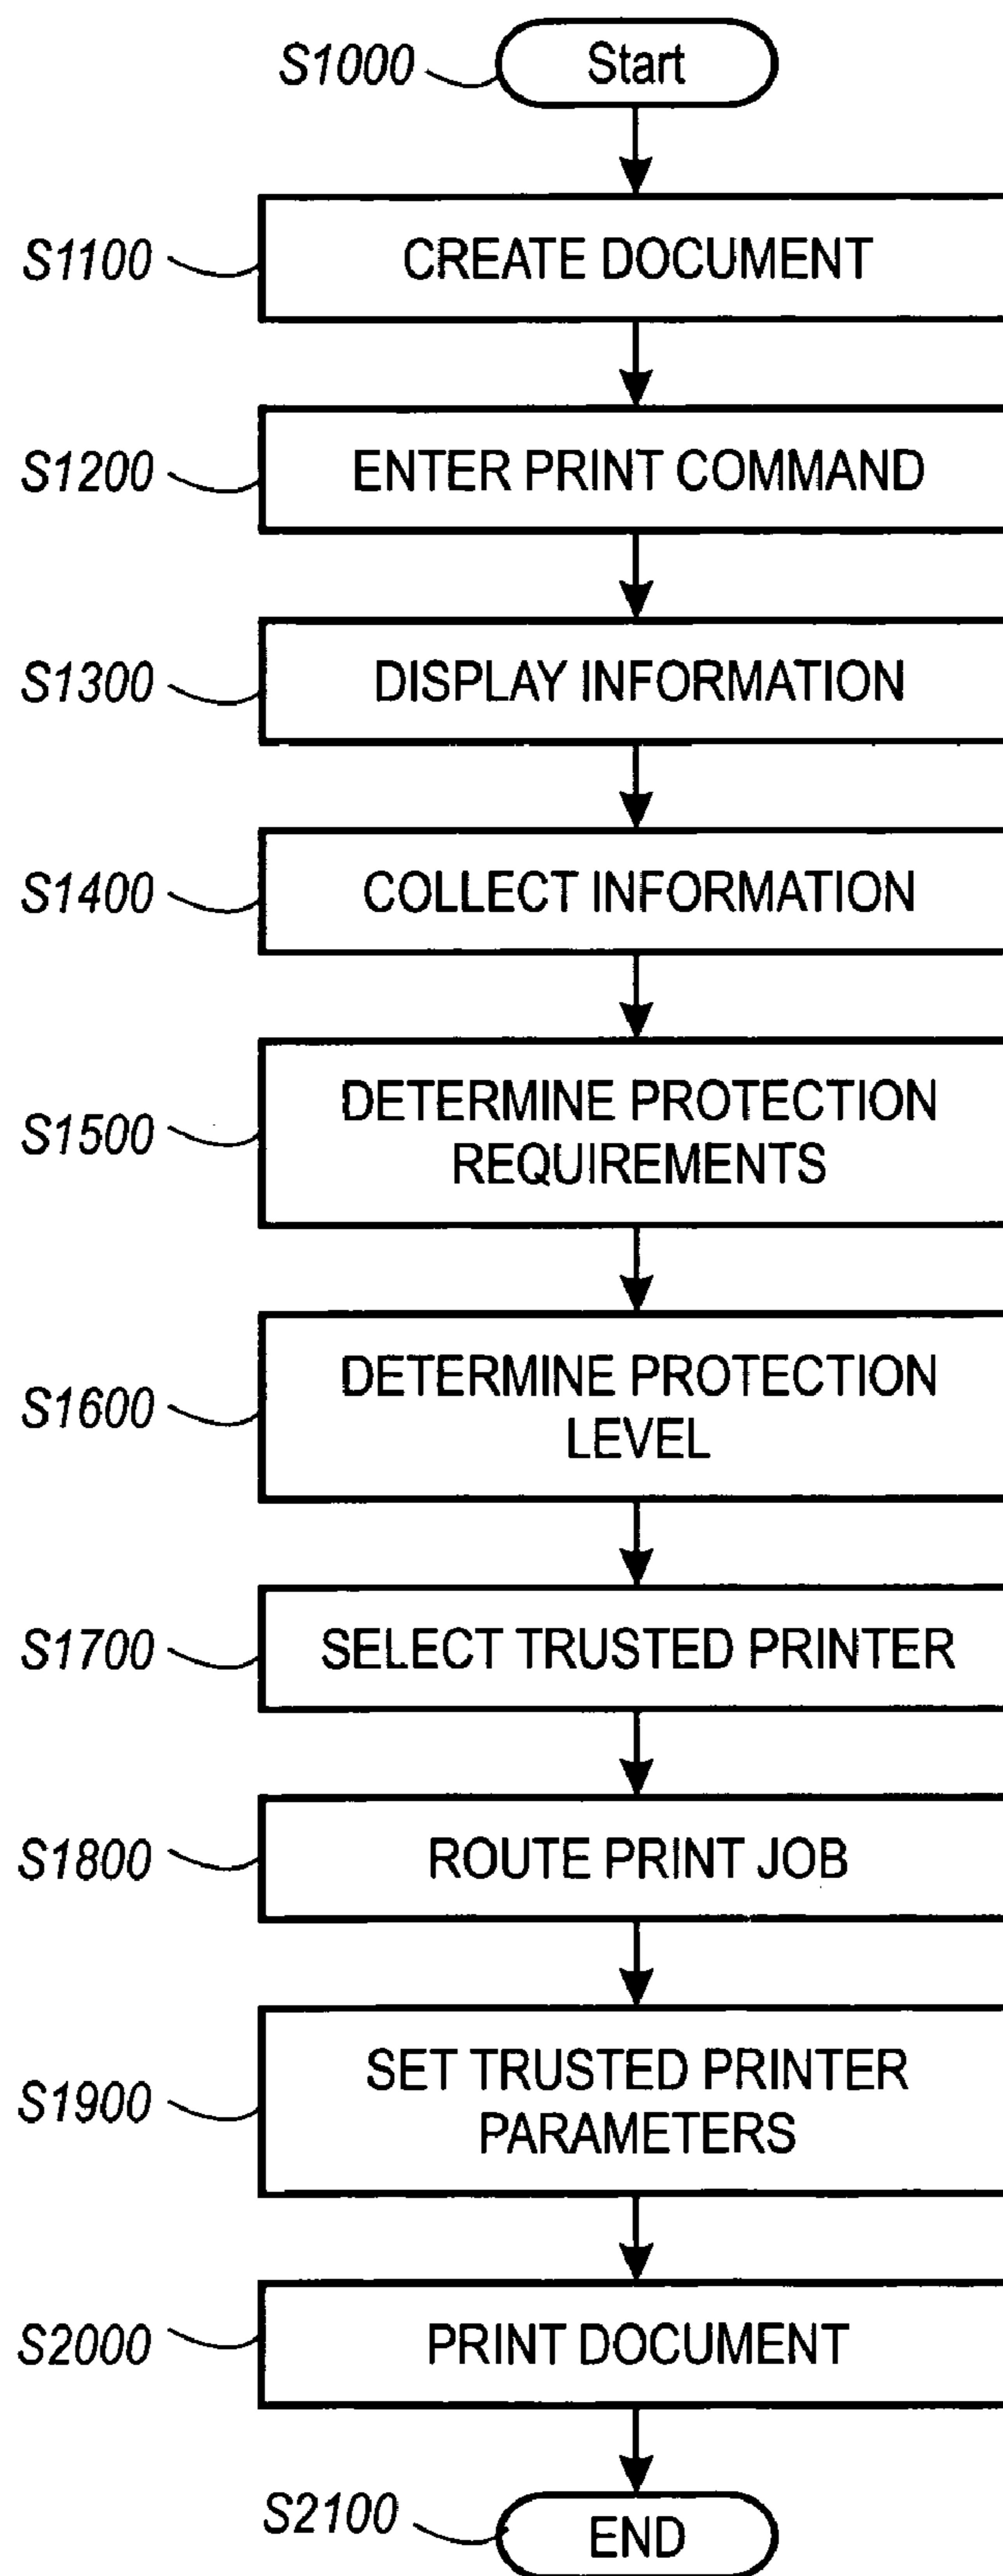 S1000 Start
S1100 CREATE DOCUMENT
S1200 ENTER PRINT COMMAND
S1300 DISPLAY INFORMATION
S1400 COLLECT INFORMATION
S1500 DETERMINE PROTECTION
REQUIREMENTS
S1600 DETERMINE PROTECTION
LEVEL
S1700 SELECT TRUSTED PRINTER
S1800 ROUTE PRINT JOB
S1900 SET TRUSTED PRINTER
PARAMETERS
S2000 PRINT DOCUMENT
S2100 END